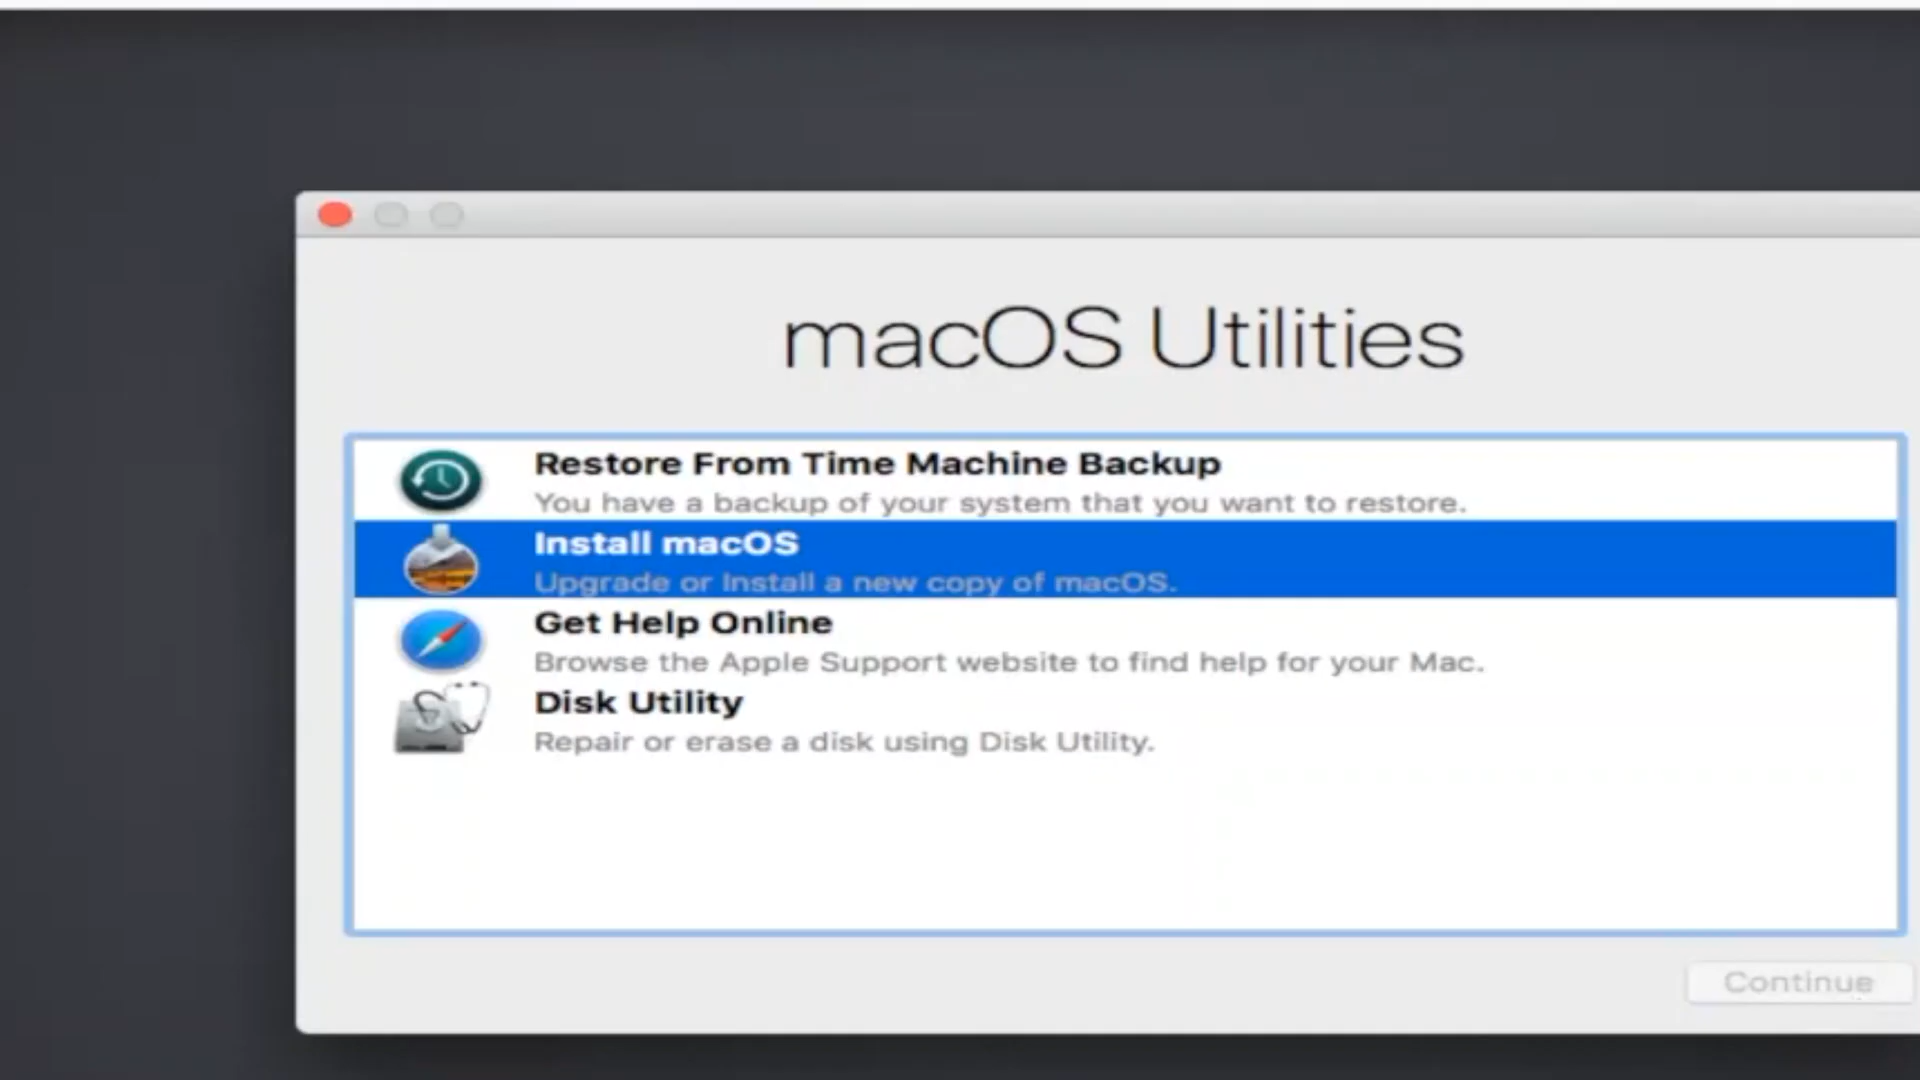 macOS Utilities
Restore From Time Machine Backup
You have a backup of your system that you want to restore.
Install macOS
Upgrade or Install a new copy of macOS.
Get Help Online
Browse the Apple Support website to find help for your Mac.
Disk Utility
Repair or erase a disk using Disk Utility.
Continue